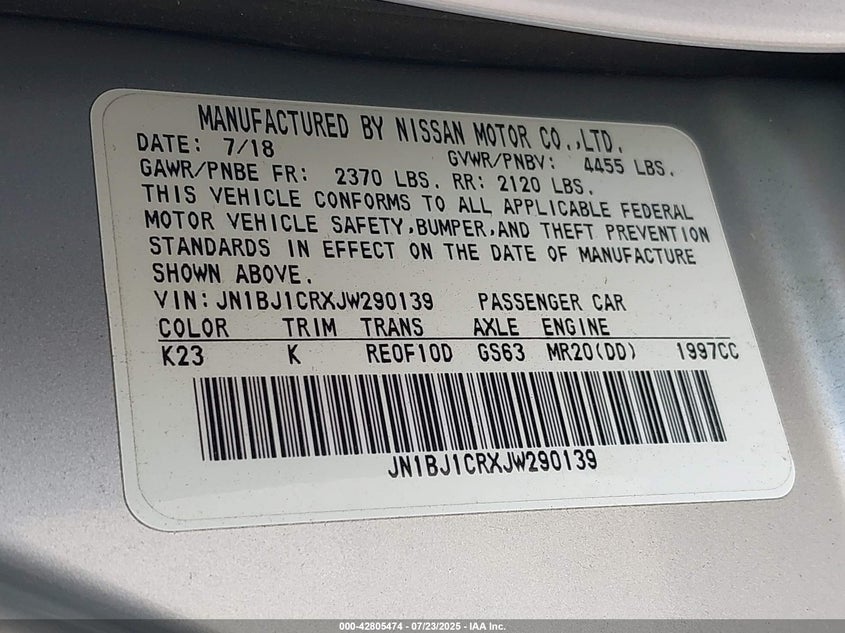 MANUFACTURED BY NISSAN MOTOR CO.,LTD.
DATE: 7/18 GVWR/PNBV: 4455 LBS.
GAWR/PNBE FR: 2370 LBS. RR: 2120 LBS.
THIS VEHICLE CONFORMS TO ALL APPLICABLE FEDERAL
MOTOR VEHICLE SAFETY,BUMPER,AND THEFT PREVENTION
STANDARDS IN EFFECT ON THE DATE OF MANUFACTURE
SHOWN ABOVE.
VIN: JN1BJ1CRXJW290139 PASSENGER CAR
COLOR TRIM TRANS AXLE ENGINE
K23 K RE0F10D GS63 MR20(DD) 1997CC
JN1BJ1CRXJW290139
000-42805474 - 07/23/2025 - IAA Inc.